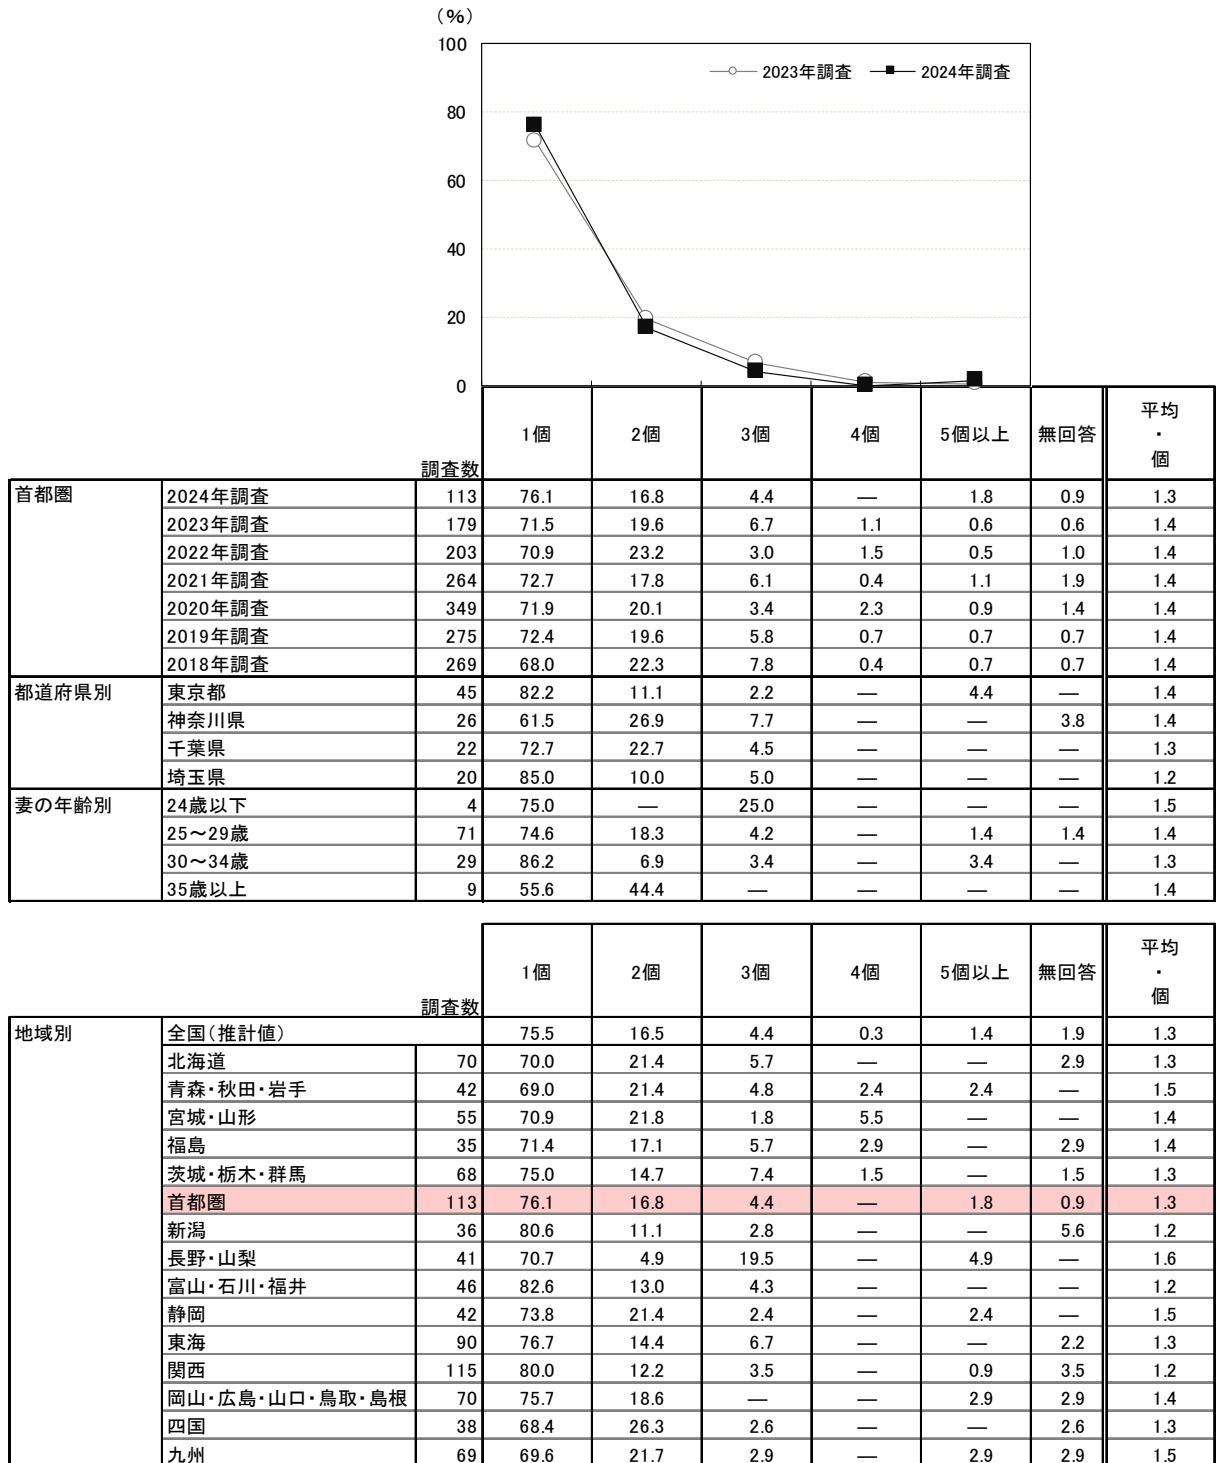 （％）
100
80
60
40
20
0
2023年調査 2024年調査
調査数 1個 2個 3個 4個 5個以上 無回答 平均・個
首都圏 2024年調査 113 76.1 16.8 4.4 — 1.8 0.9 1.3
2023年調査 179 71.5 19.6 6.7 1.1 0.6 0.6 1.4
2022年調査 203 70.9 23.2 3.0 1.5 0.5 1.0 1.4
2021年調査 264 72.7 17.8 6.1 0.4 1.1 1.9 1.4
2020年調査 349 71.9 20.1 3.4 2.3 0.9 1.4 1.4
2019年調査 275 72.4 19.6 5.8 0.7 0.7 0.7 1.4
2018年調査 269 68.0 22.3 7.8 0.4 0.7 0.7 1.4
都道府県別 東京都 45 82.2 11.1 2.2 — 4.4 — 1.4
神奈川県 26 61.5 26.9 7.7 — — 3.8 1.4
千葉県 22 72.7 22.7 4.5 — — — 1.3
埼玉県 20 85.0 10.0 5.0 — — — 1.2
妻の年齢別 24歳以下 4 75.0 — 25.0 — — — 1.5
25～29歳 71 74.6 18.3 4.2 — 1.4 1.4 1.4
30～34歳 29 86.2 6.9 3.4 — 3.4 — 1.3
35歳以上 9 55.6 44.4 — — — — 1.4
調査数 1個 2個 3個 4個 5個以上 無回答 平均・個
地域別 全国（推計値） 75.5 16.5 4.4 0.3 1.4 1.9 1.3
北海道 70 70.0 21.4 5.7 — — 2.9 1.3
青森・秋田・岩手 42 69.0 21.4 4.8 2.4 2.4 — 1.5
宮城・山形 55 70.9 21.8 1.8 5.5 — — 1.4
福島 35 71.4 17.1 5.7 2.9 — 2.9 1.4
茨城・栃木・群馬 68 75.0 14.7 7.4 1.5 — 1.5 1.3
首都圏 113 76.1 16.8 4.4 — 1.8 0.9 1.3
新潟 36 80.6 11.1 2.8 — — 5.6 1.2
長野・山梨 41 70.7 4.9 19.5 — 4.9 — 1.6
富山・石川・福井 46 82.6 13.0 4.3 — — — 1.2
静岡 42 73.8 21.4 2.4 — 2.4 — 1.5
東海 90 76.7 14.4 6.7 — — 2.2 1.3
関西 115 80.0 12.2 3.5 — 0.9 3.5 1.2
岡山・広島・山口・鳥取・島根 70 75.7 18.6 — — 2.9 2.9 1.4
四国 38 68.4 26.3 2.6 — — 2.6 1.3
九州 69 69.6 21.7 2.9 — 2.9 2.9 1.5